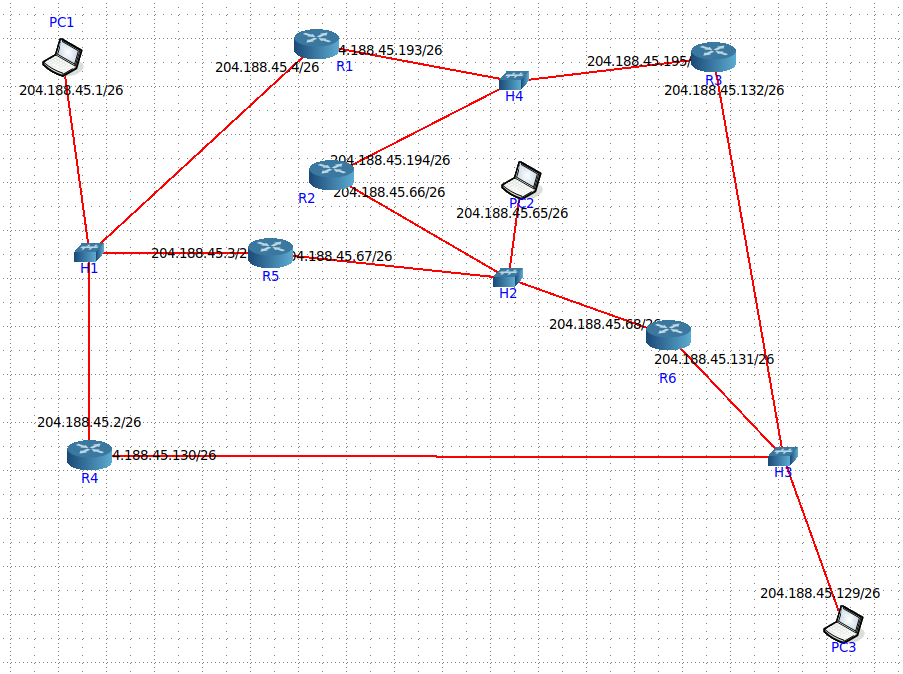 PC1
204.188.45.1/26
4.188.45.193/26
R1
204.188.45.4/26
H4
204.188.45.195/
R3
204.188.45.132/26
204.188.45.194/26
R2
204.188.45.66/26
PC2
204.188.45.65/26
H1
204.188.45.3/2
R5
4.188.45.67/26
H2
204.188.45.68/26
R6
204.188.45.131/26
204.188.45.2/26
R4
4.188.45.130/26
H3
204.188.45.129/26
PC3